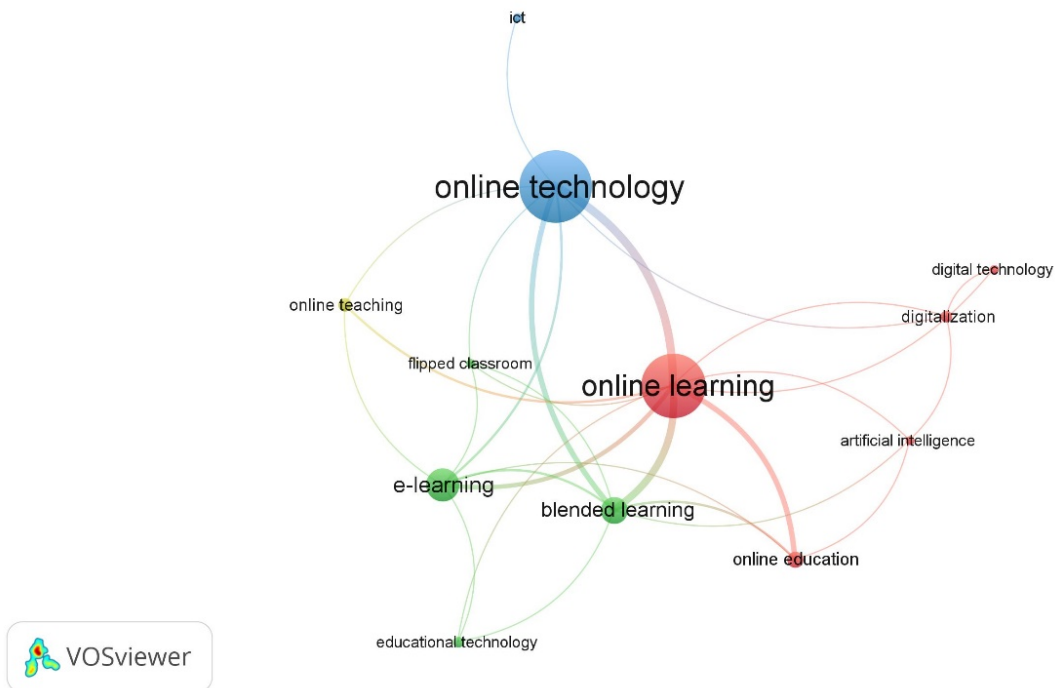 ict
online technology
digital technology
online teaching
digitalization
flipped classroom
online learning
artificial intelligence
e-learning
blended learning
online education
educational technology
VOSviewer